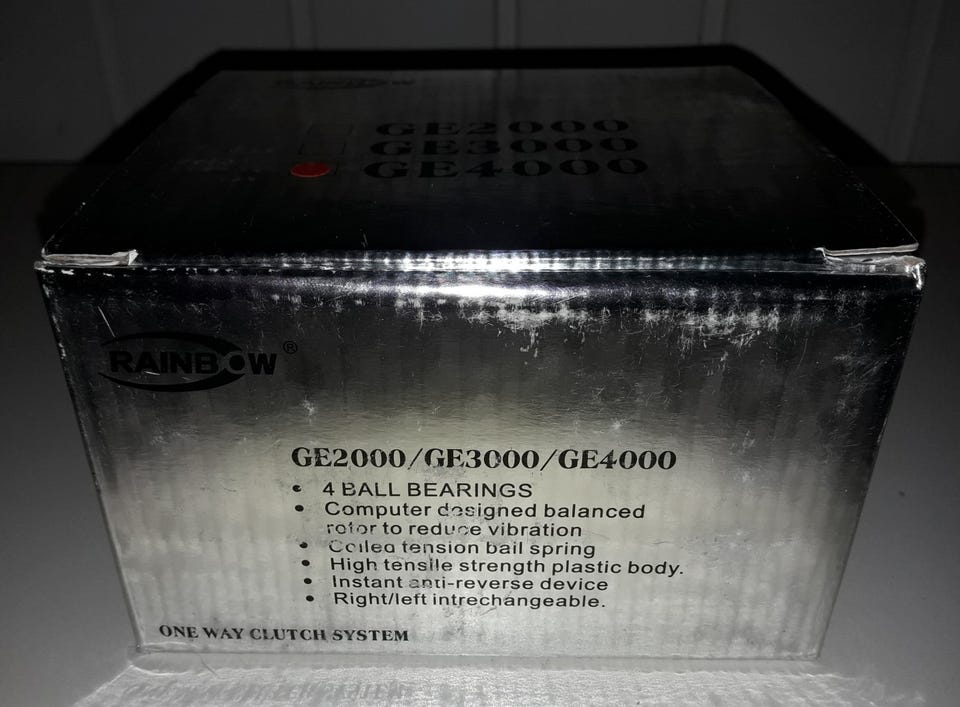 RAINBOW
GE2000
GE3000
GE4000
RAINBOW®
GE2000/GE3000/GE4000
• 4 BALL BEARINGS
• Computer designed balanced
rotor to reduce vibration
• Coiled tension bail spring
• High tensile strength plastic body.
• Instant anti-reverse device
• Right/left intrechangeable.
ONE WAY CLUTCH SYSTEM